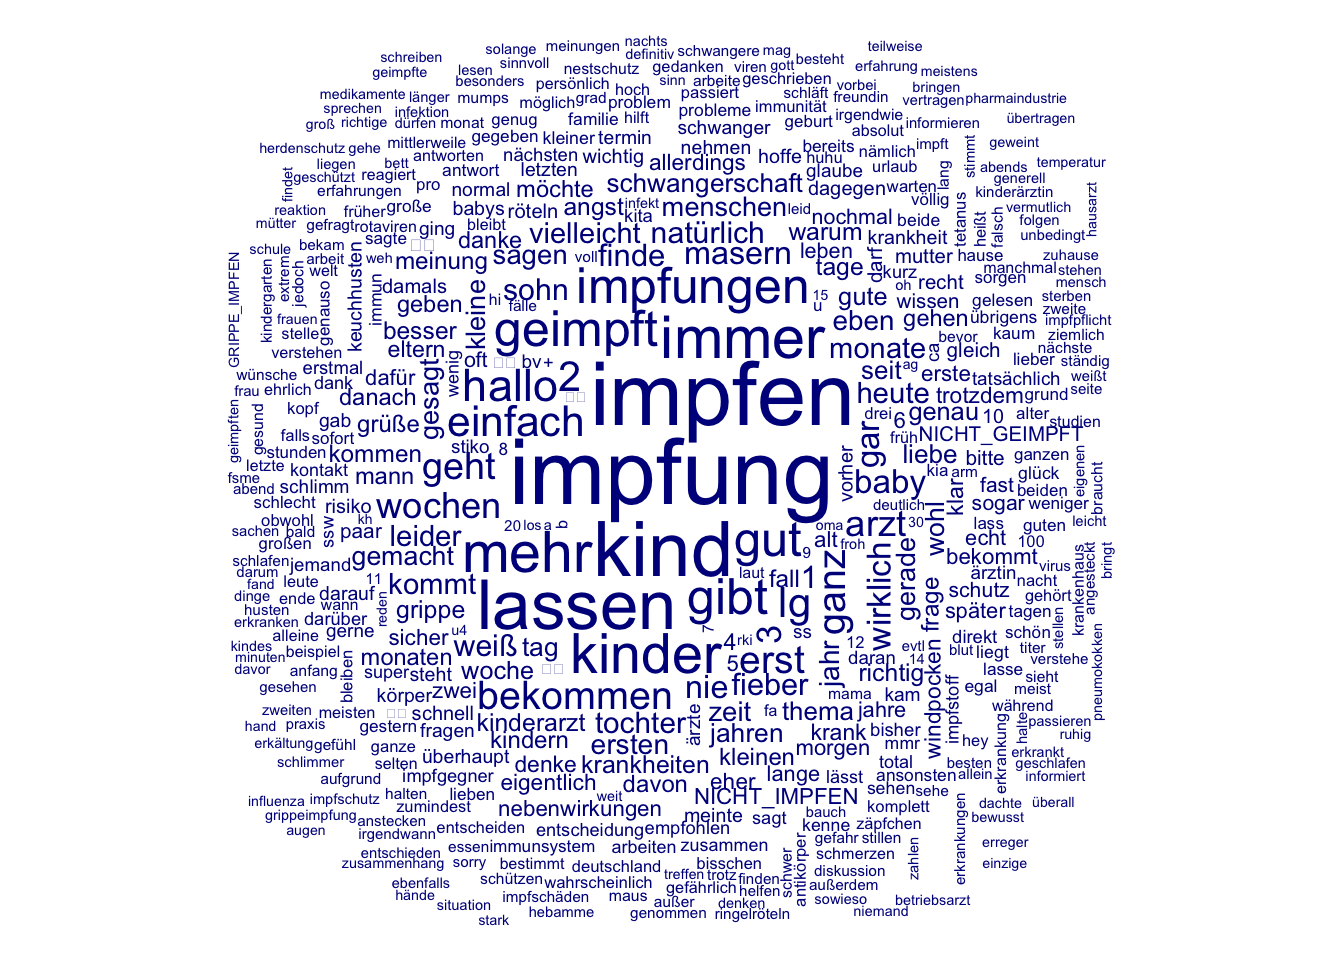 nachts
solange meinungen definitiv schwangere mag teilweise
schreiben sinnvoll besteht
geimpfte lesen nestschutz gedanken viren gott erfahrung meistens
besonders persönlich hoch sinn arbeite geschrieben vorbei bringen
medikamente länger mumps möglich grad problem passiert schläft freundin vertragen pharmaindustrie
sprechen infektion genug familie hilft probleme immunität irgendwie
groß richtige dürfen monat schwanger geburt absolut informieren übertragen
herdenschutz gehe mittlerweile gegeben kleiner termin nehmen bereits nämlich impft geweint
liegen bett antworten nächsten wichtig allerdings hoffe huhu stimmt abends temperatur
findet geschützt reagiert antwort letzten glaube urlaub lang generell
erfahrungen pro normal möchte schwangerschaft dagegen warten kinderärztin
reaktion früher große babys röteln angst infekt menschen leid völlig vermutlich hausarzt
mütter gefragt rotaviren ging bleibt kita nochmal beide tetanus heißt falsch folgen
schule bekam sagte danke vielleicht natürlich warum krankheit unbedingt
GRIPPE_IMPFEN kindergarten extrem jedoch arbeit keuchhusten weh meinung sagen voll finde masern leben darf mutter hause zuhause
welt immun tage kurz oh recht sorgen manchmal stehen
genauso damals kleine sohn impfungen 15 gute wissen gelesen mensch sterben
frauen geben hi fälle u übrigens zweite
stelle besser geimpft immer eben gehen kaum impfpflicht
verstehen eltern wenig monate ca bevor gleich ziemlich nächste
erstmal oft bv + seit ag lieber ständig
wünsche dank dafür hallo 2 impfen erste tatsächlich weißt
frau ehrlich danach gesagt heute trotzdem grund seite
geimpften gesund kopf gab grüße einfach drei 6 genau 10 alter studien
falls sofort stiko 8 gar früh NICHT_GEIMPFT
stunden kommen geht impfung vorher liebe bitte ganzen eigenen braucht
fsme letzte kontakt mann kia arm fast glück
abend schlimm baby klar beiden
schlecht risiko wochen deutlich sogar weniger
obwohl kh 20 los a b oma arzt 30 wohl lass guten leicht
sachen bald ssw paar leider mehr kind gut alt froh echt 100
großen jemand gemacht 9 bekommt krankenhaus angesteckt bringt
schlafen laut fall 1 ganz wirklich gerade ärztin virus
darum leute 11 kommt lassen gibt lg frage schutz nacht
fand darauf gehört
dinge ende wann reden grippe später tagen stellen
husten darüber
erkranken gerne sicher u4 7 3 ss direkt schön
alleine weiß tag kinder 4 rki 12 evtl blut liegt titer
kindes beispiel monaten 5 erst jahr daran 14 verstehe
minuten anfang bleiben super steht woche richtig lasse sieht pneumokokken
davor körper zwei bekommen nie fieber mama kam egal meist
gesehen windpocken impfstoff während
zweiten meisten schnell zeit fa thema jahre
hand praxis gestern fragen kinderarzt tochter ärzte jahren krank bisher halte passieren
erkältung gefühl ganze kindern ersten morgen mmr hey ruhig
selten überhaupt kleinen total besten erkrankung erkrankt
schlimmer denke krankheiten eher lange lässt ansonsten allein geschlafen
aufgrund impfgegner eigentlich davon sehen sehe informiert
influenza impfschutz halten lieben weit NICHT_IMPFEN komplett dachte überall
grippeimpfung zumindest nebenwirkungen meinte sagt bauch bewusst
anstecken entscheiden entscheidung empfohlen kenne zäpfchen
augen irgendwann gefahr stillen erkrankungen erreger
entschieden essen immunsystem arbeiten zusammen schmerzen zahlen
zusammenhang sorry bestimmt deutschland bisschen schwer antikörper diskussion einzige
ebenfalls schützen wahrscheinlich treffen trotz finden außerdem
hände impfschäden maus gefährlich helfen sowieso betriebsarzt
situation außer denken
hebamme genommen ringelröteln niemand
stark